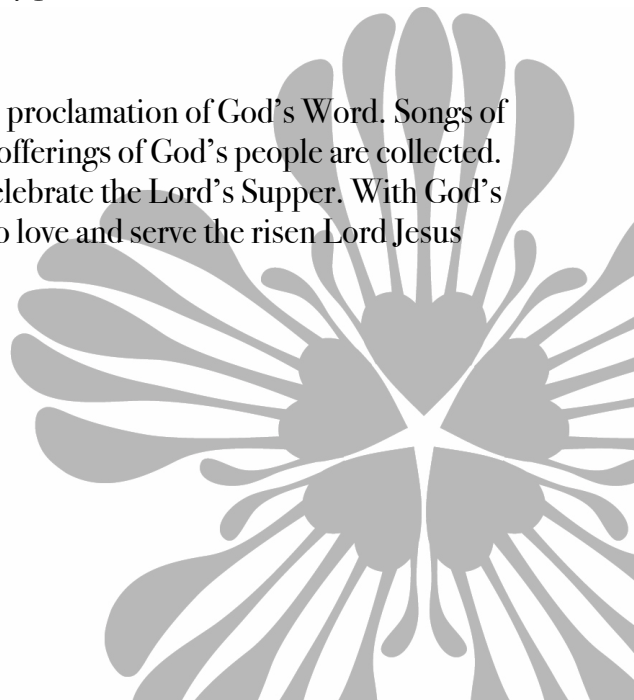 proclamation of God’s Word. Songs of
offerings of God’s people are collected.
the Lord’s Supper. With God’s
love and serve the risen Lord Jesus